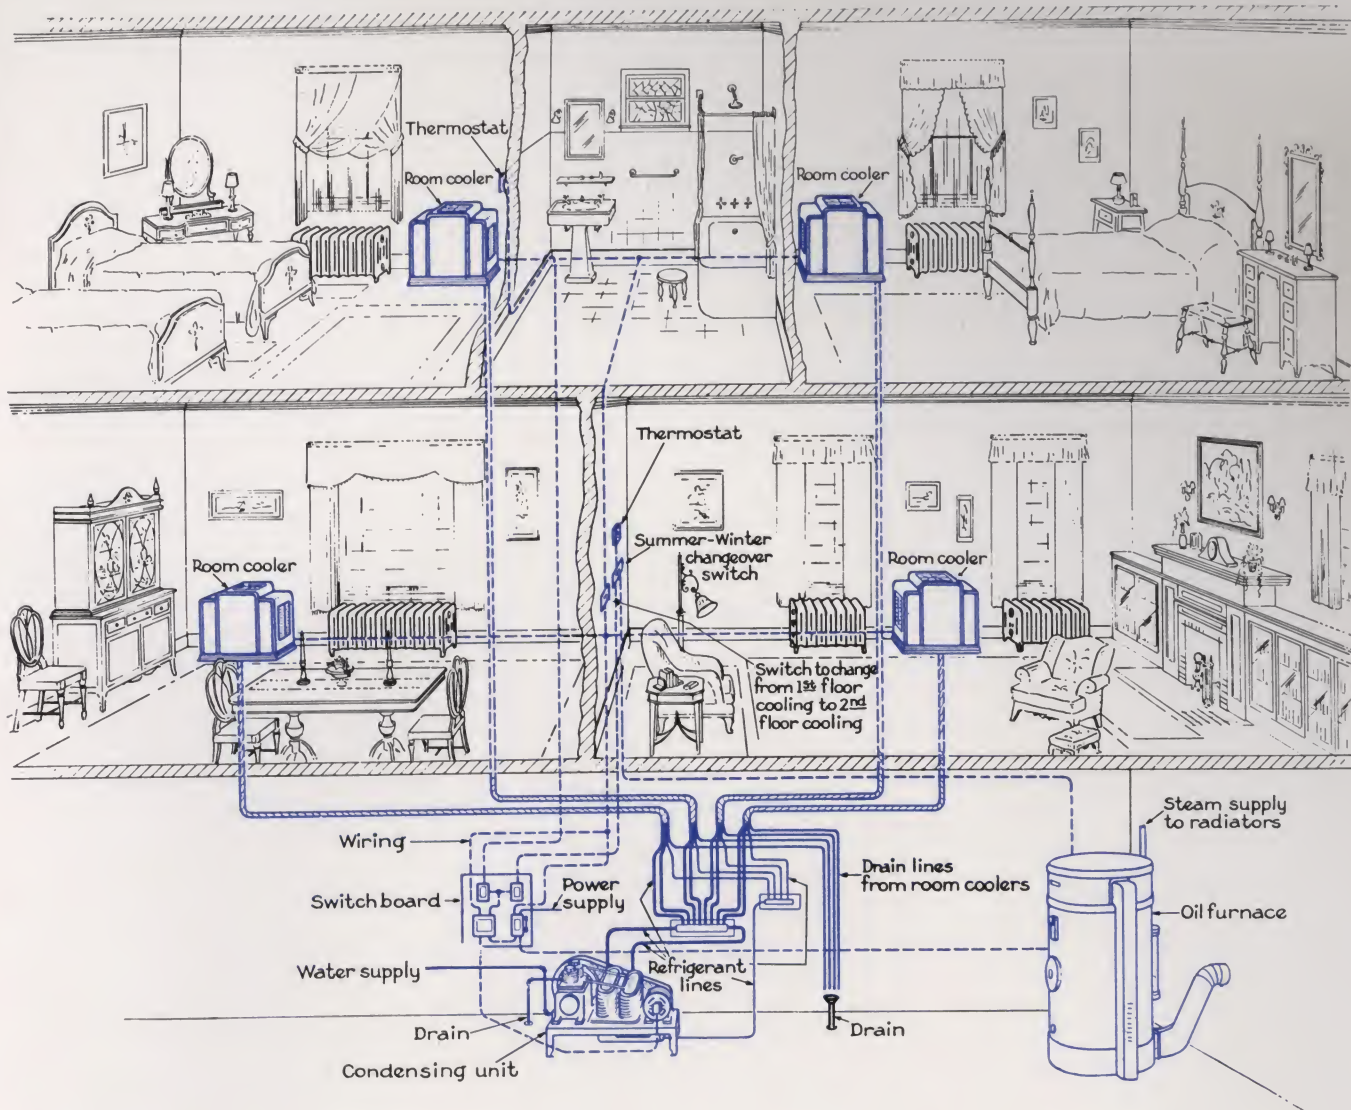 Thermostat
Room cooler
Room cooler
Thermostat
Summer-Winter
changeover
switch
Room cooler
Room cooler
Switch to change
from 1st floor
cooling to 2nd
floor cooling
Steam supply
to radiators
Wiring
Drain lines
from room coolers
Switch board
Power
supply
Oil furnace
Water supply
Refrigerant
lines
Drain
Drain
Condensing unit